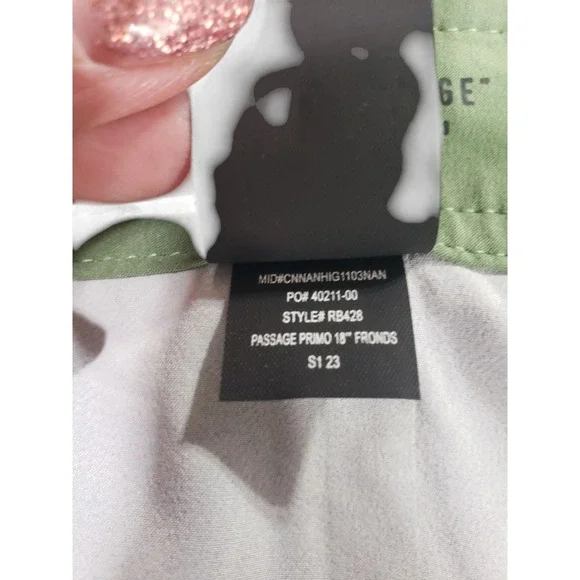 GE"
MID#CNNANHIG1103NAN
PO# 40211-00
STYLE# RB428
PASSAGE PRIMO 18" FRONDS
S1 23